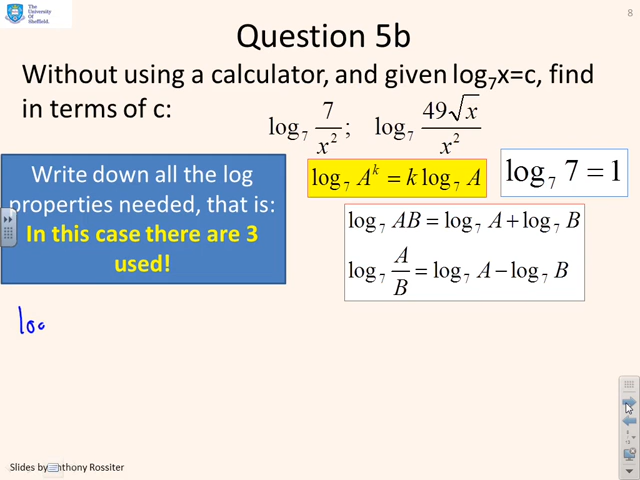 The
University
Of
Sheffield.
8
Question 5b
Without using a calculator, and given log₇x=c, find
in terms of c:
log₇ 7/x² ; log₇ 49√x/x²
Write down all the log
properties needed, that is:
In this case there are 3
used!
log₇ Aᵏ = k log₇ A
log₇ 7 = 1
log₇ AB = log₇ A + log₇ B
log₇ A/B = log₇ A − log₇ B
log
Slides by Anthony Rossiter